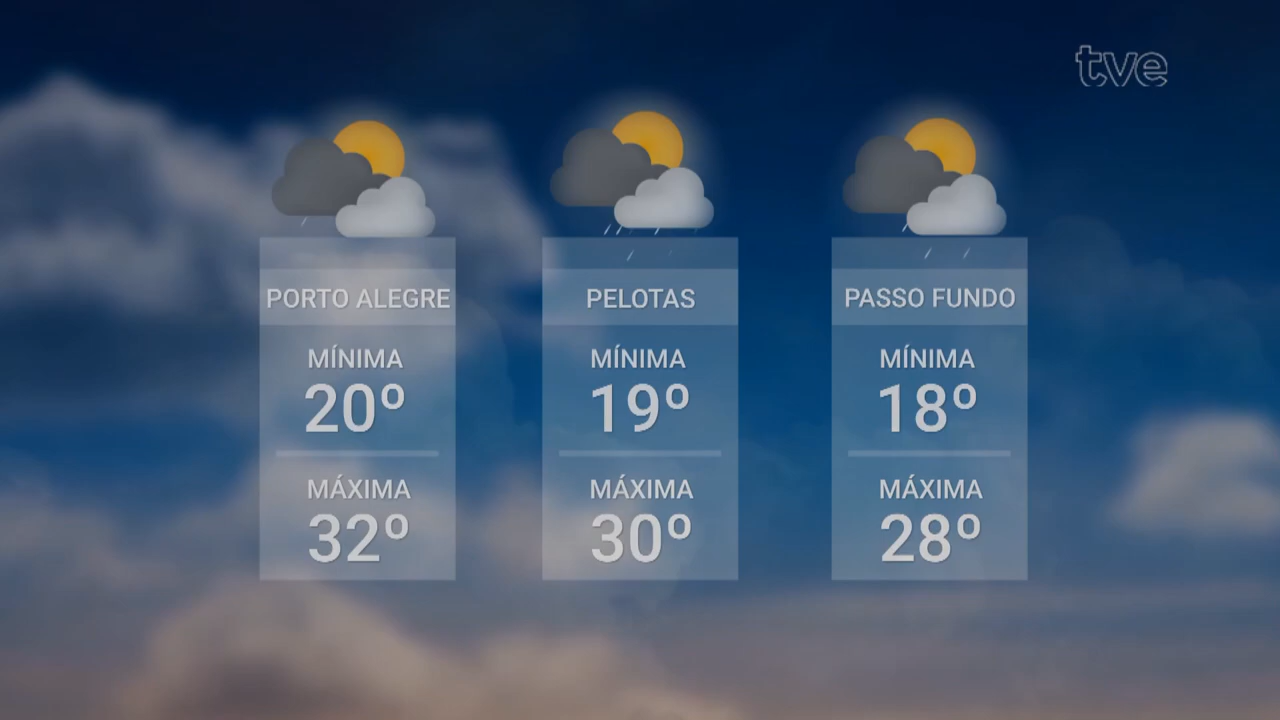 tve
PORTO ALEGRE
MÍNIMA
20º
MÁXIMA
32º
PELOTAS
MÍNIMA
19º
MÁXIMA
30º
PASSO FUNDO
MÍNIMA
18º
MÁXIMA
28º